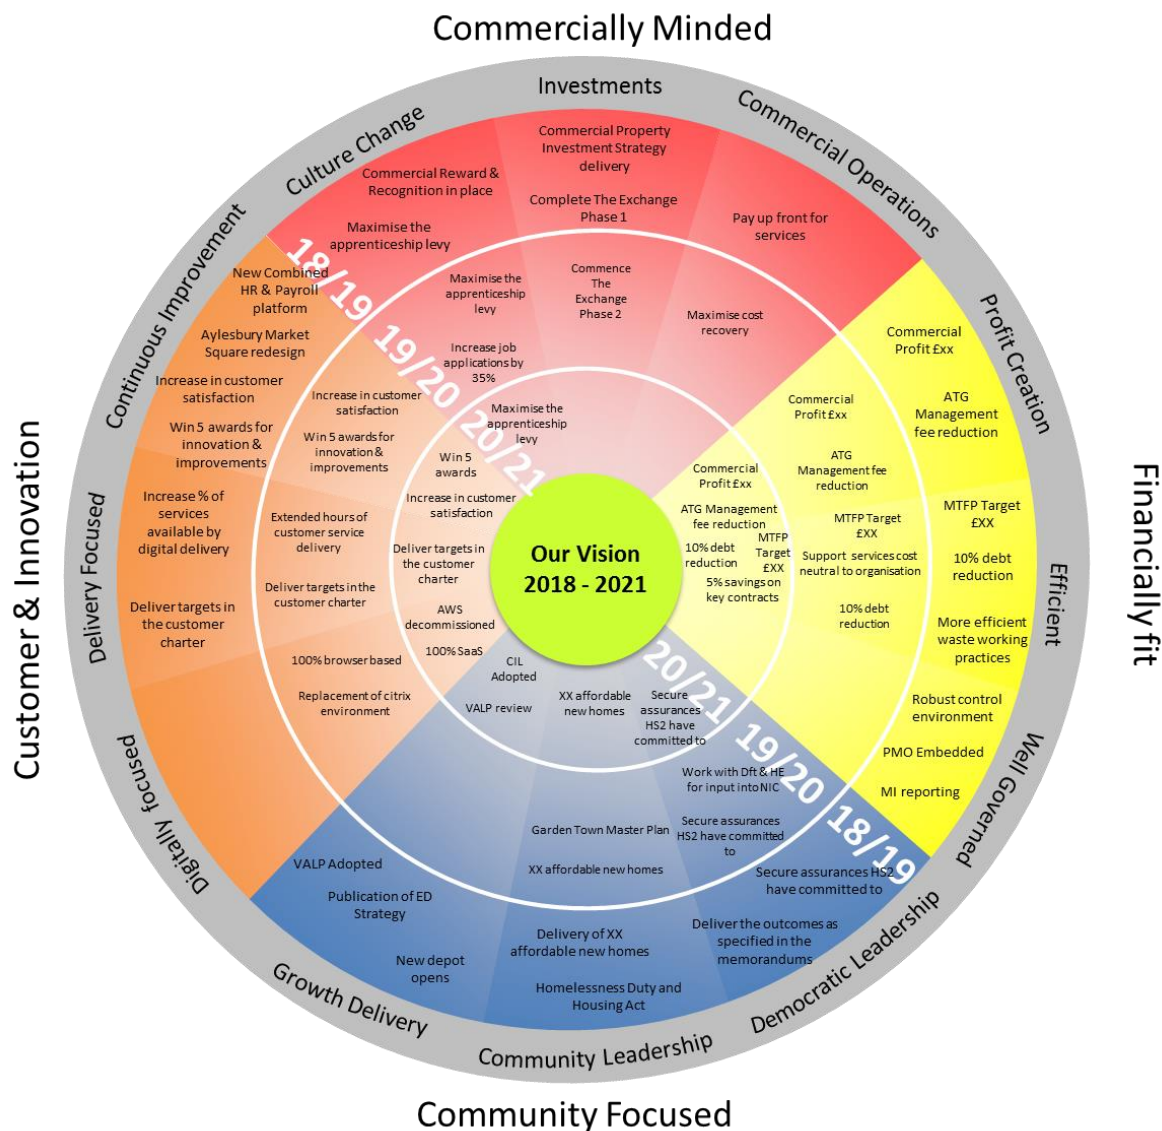 Commercially Minded
Investments
Culture Change
Commercial Operations
Continuous Improvement
Profit Creation
Delivery Focused
Efficient
Digitally focused
Well Governed
Growth Delivery
Community Leadership
Democratic Leadership
Customer & Innovation
Financially fit
Community Focused
Commercial Reward &
Recognition in place
Maximise the
apprenticeship levy
Commercial Property
Investment Strategy
delivery
Complete The Exchange
Phase 1
Pay up front for
services
18/19
19/20
20/21
Maximise the
apprenticeship
levy
Increase job
applications by
35%
Commence
The
Exchange
Phase 2
Maximise cost
recovery
Maximise the
apprenticeship
levy
New Combined
HR & Payroll
platform
Aylesbury Market
Square redesign
Increase in customer
satisfaction
Win 5 awards for
innovation &
improvements
Increase % of
services
available by
digital delivery
Deliver targets in
the customer
charter
Increase in customer
satisfaction
Win 5 awards for
innovation &
improvements
Extended hours of
customer service
delivery
Deliver targets in the
customer charter
100% browser based
Replacement of citrix
environment
Win 5
awards
Increase in customer
satisfaction
Deliver targets in
the customer
charter
AWS
decommissioned
100% SaaS
Our Vision
2018 - 2021
Commercial
Profit £xx
ATG Management
fee reduction
10% debt
reduction
MTFP
Target
£XX
5% savings on
key contracts
Commercial
Profit £xx
ATG
Management fee
reduction
MTFP Target
£XX
Support services cost
neutral to organisation
10% debt
reduction
Commercial
Profit £xx
ATG
Management
fee reduction
MTFP Target
£XX
10% debt
reduction
More efficient
waste working
practices
Robust control
environment
PMO Embedded
MI reporting
20/21
19/20
18/19
CIL
Adopted
VALP review
XX affordable
new homes
Secure
assurances
HS2 have
committed to
Work with Dft & HE
for input into NIC
Garden Town Master Plan
Secure assurances
HS2 have committed
to
XX affordable new homes
VALP Adopted
Publication of ED
Strategy
New depot
opens
Delivery of XX
affordable new homes
Homelessness Duty and
Housing Act
Secure assurances HS2
have committed to
Deliver the outcomes as
specified in the
memorandums